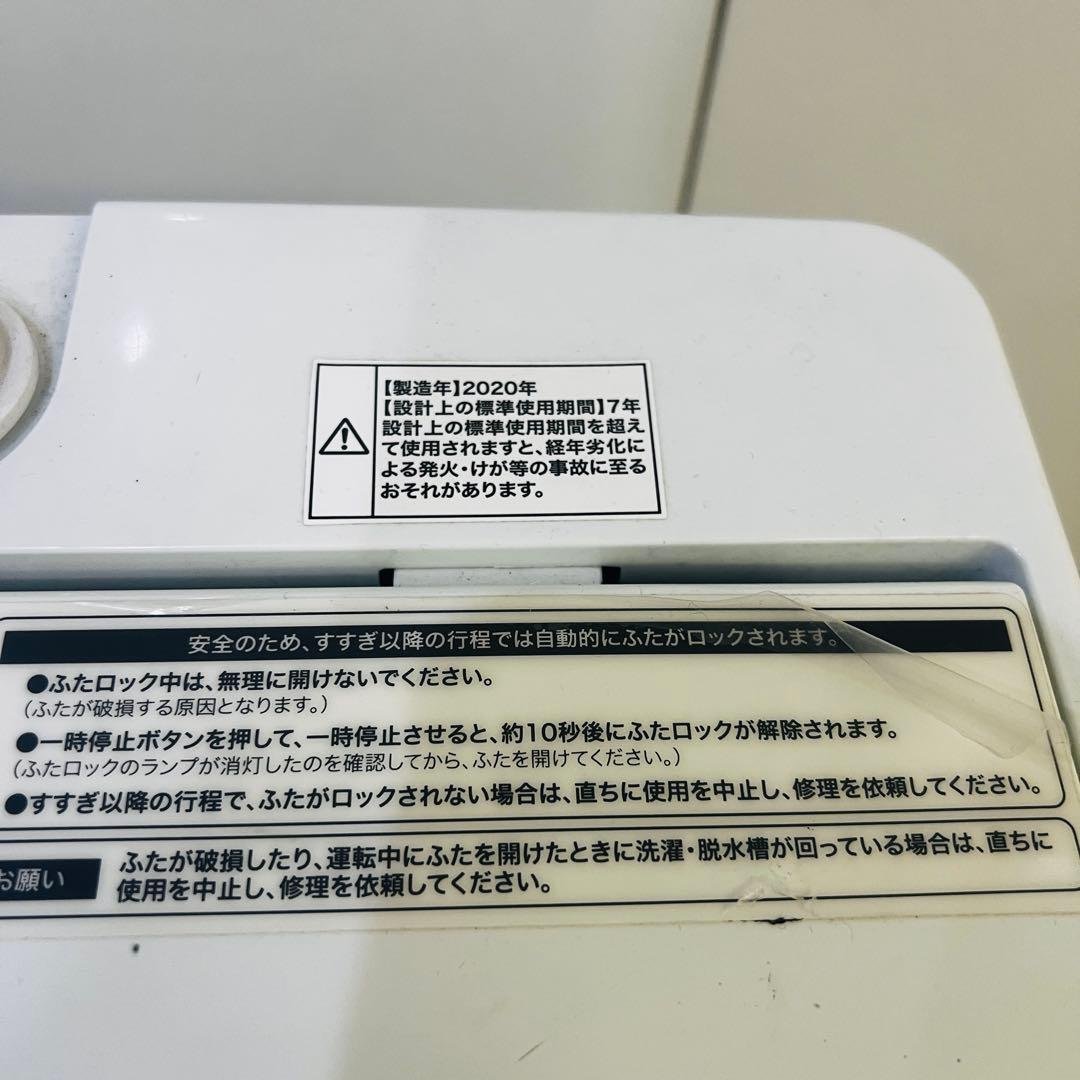 【製造年】2020年
【設計上の標準使用期間】7年
設計上の標準使用期間を超え
て使用されますと、経年劣化に
よる発火・けが等の事故に至る
おそれがあります。
安全のため、すすぎ以降の行程では自動的にふたがロックされます。
●ふたロック中は、無理に開けないでください。
（ふたが破損する原因となります。）
●一時停止ボタンを押して、一時停止させると、約10秒後にふたロックが解除されます。
（ふたロックのランプが消灯したのを確認してから、ふたを開けてください。）
●すすぎ以降の行程で、ふたがロックされない場合は、直ちに使用を中止し、修理を依頼してください。
お願い
ふたが破損したり、運転中にふたを開けたときに洗濯・脱水槽が回っている場合は、直ちに
使用を中止し、修理を依頼してください。